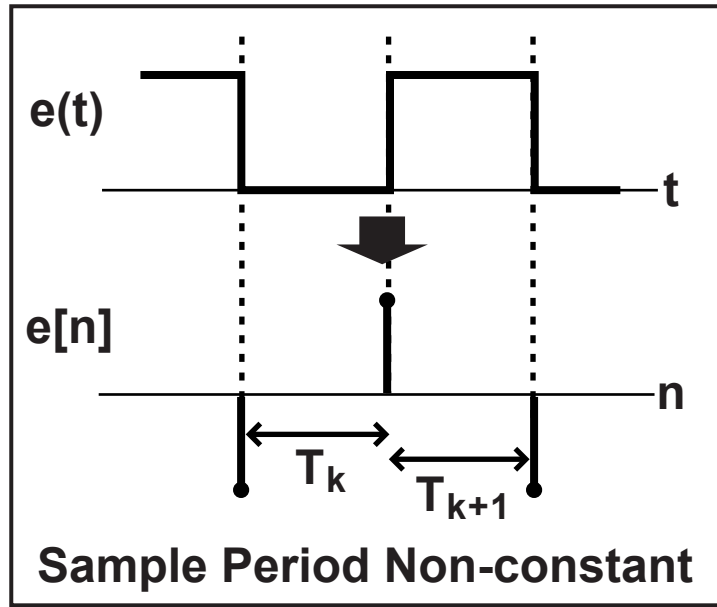 e(t)
t
e[n]
n
Tk
Tk+1
Sample Period Non-constant